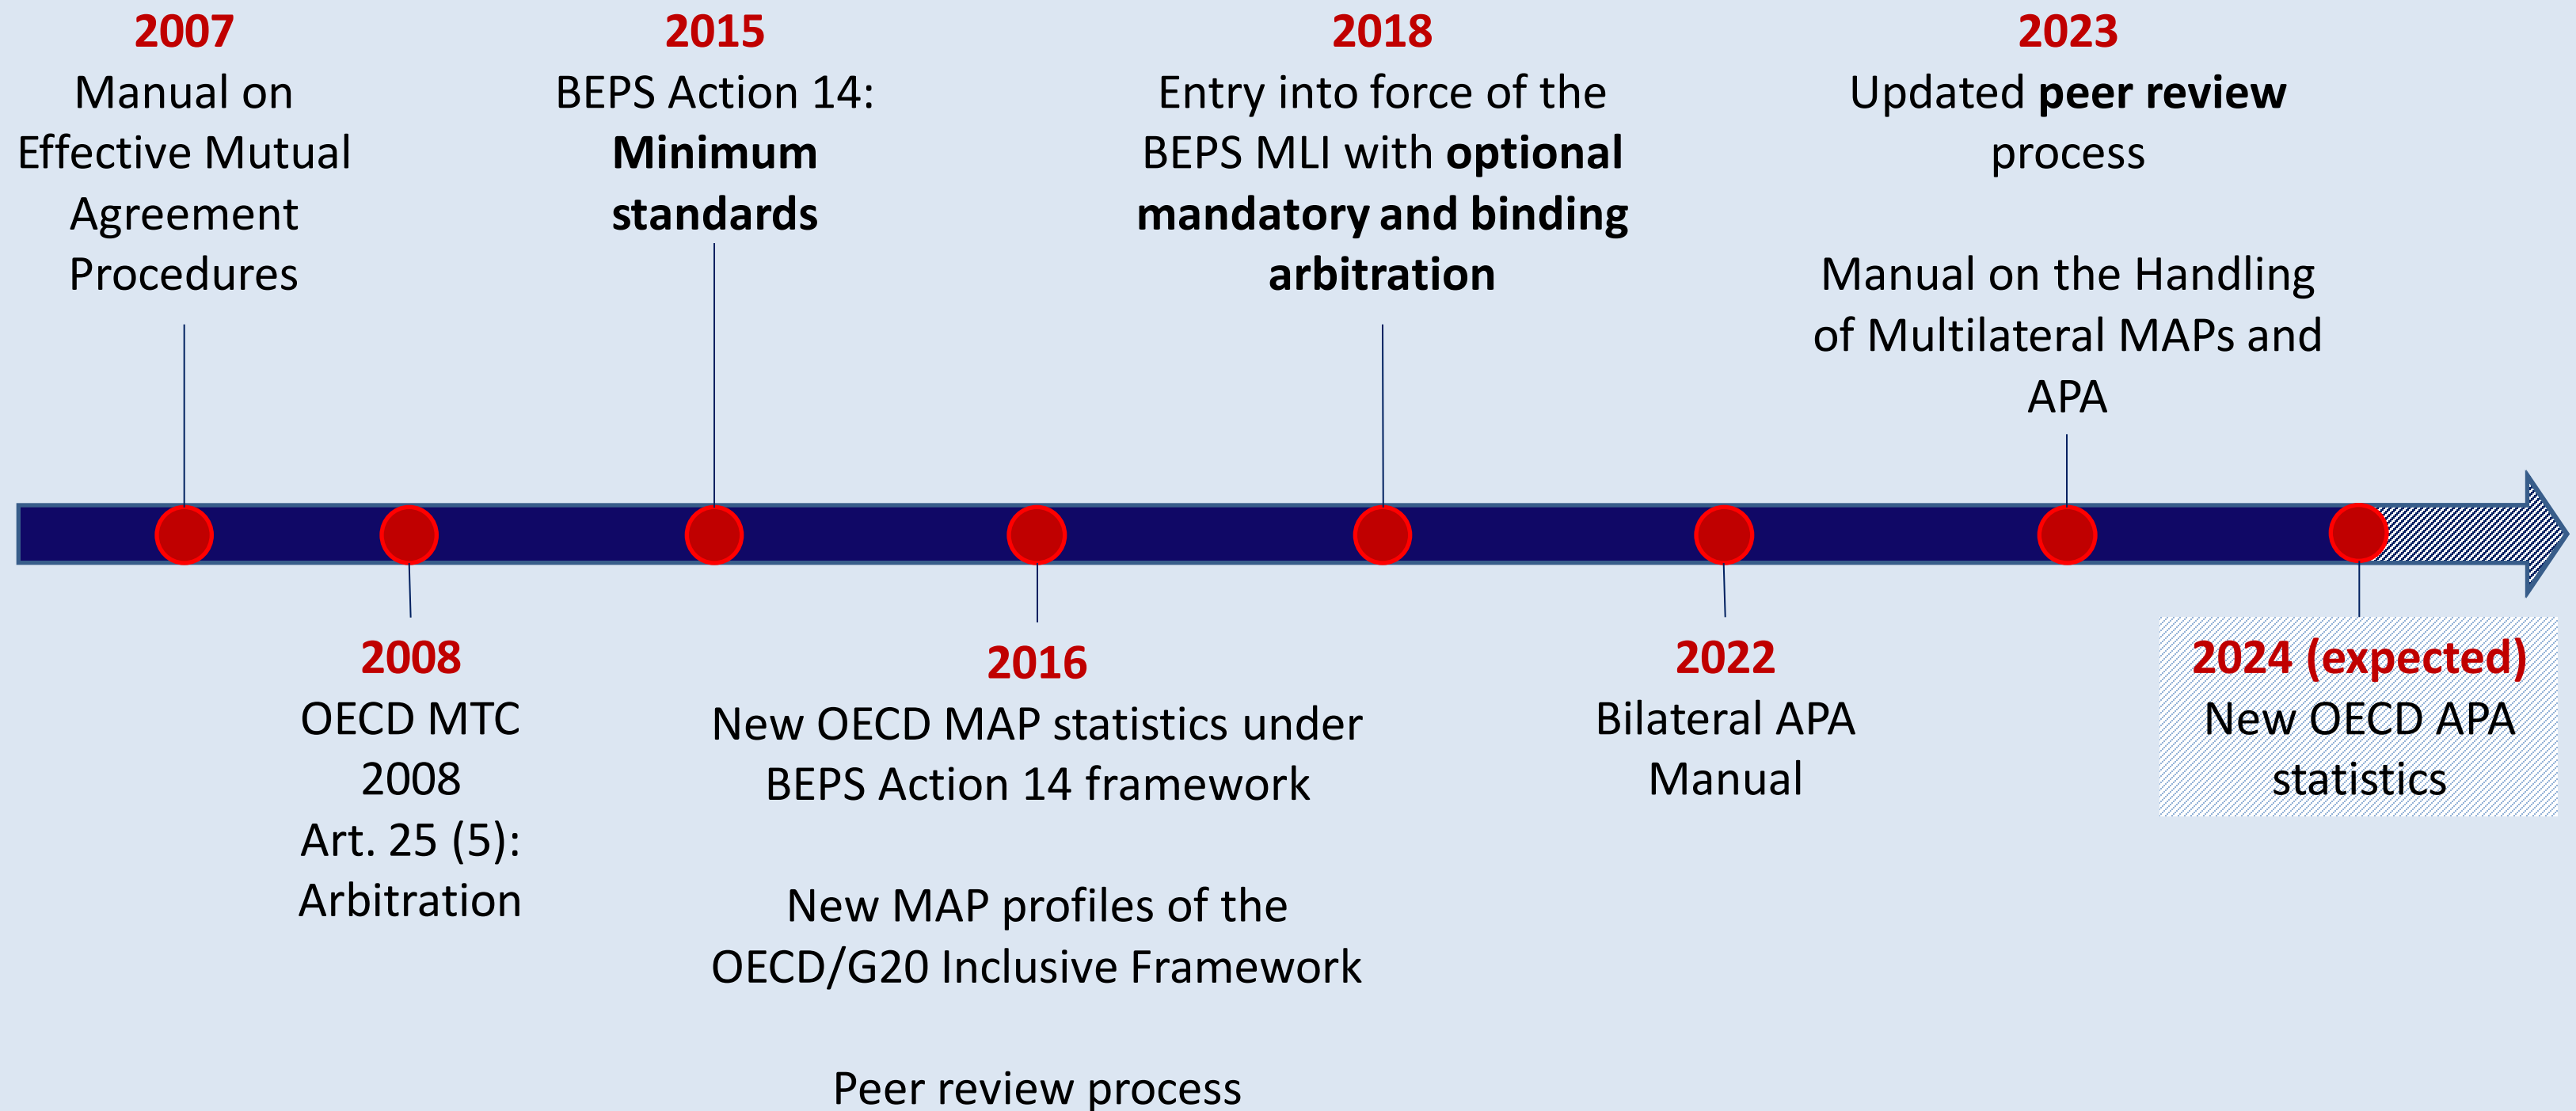 2007
Manual on
Effective Mutual
Agreement
Procedures
2015
BEPS Action 14:
Minimum
standards
2018
Entry into force of the
BEPS MLI with optional
mandatory and binding
arbitration
2023
Updated peer review
process
Manual on the Handling
of Multilateral MAPs and
APA
2008
OECD MTC
2008
Art. 25 (5):
Arbitration
2016
New OECD MAP statistics under
BEPS Action 14 framework
New MAP profiles of the
OECD/G20 Inclusive Framework
Peer review process
2022
Bilateral APA
Manual
2024 (expected)
New OECD APA
statistics